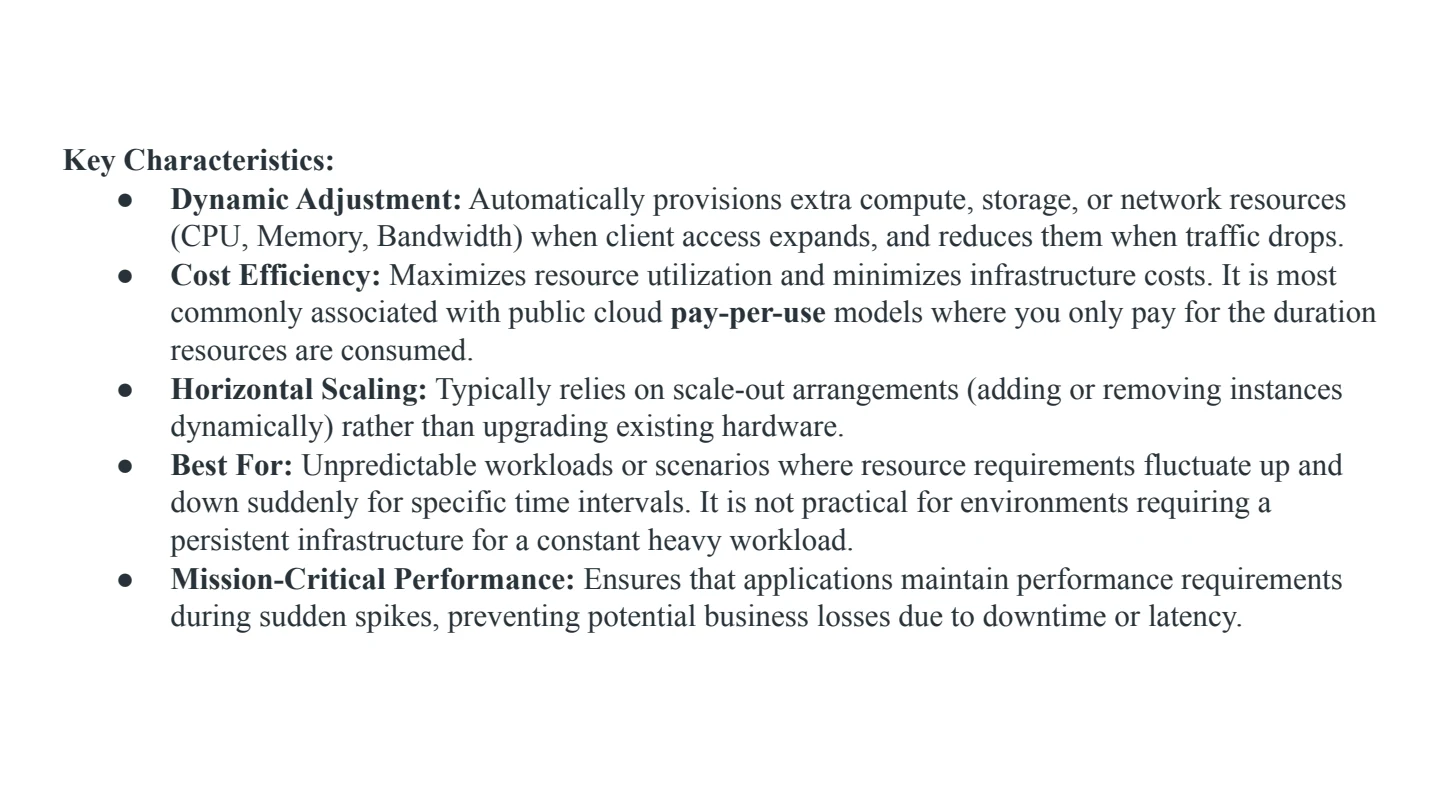 Key Characteristics:
● Dynamic Adjustment: Automatically provisions extra compute, storage, or network resources
(CPU, Memory, Bandwidth) when client access expands, and reduces them when traffic drops.
● Cost Efficiency: Maximizes resource utilization and minimizes infrastructure costs. It is most
commonly associated with public cloud pay-per-use models where you only pay for the duration
resources are consumed.
● Horizontal Scaling: Typically relies on scale-out arrangements (adding or removing instances
dynamically) rather than upgrading existing hardware.
● Best For: Unpredictable workloads or scenarios where resource requirements fluctuate up and
down suddenly for specific time intervals. It is not practical for environments requiring a
persistent infrastructure for a constant heavy workload.
● Mission-Critical Performance: Ensures that applications maintain performance requirements
during sudden spikes, preventing potential business losses due to downtime or latency.